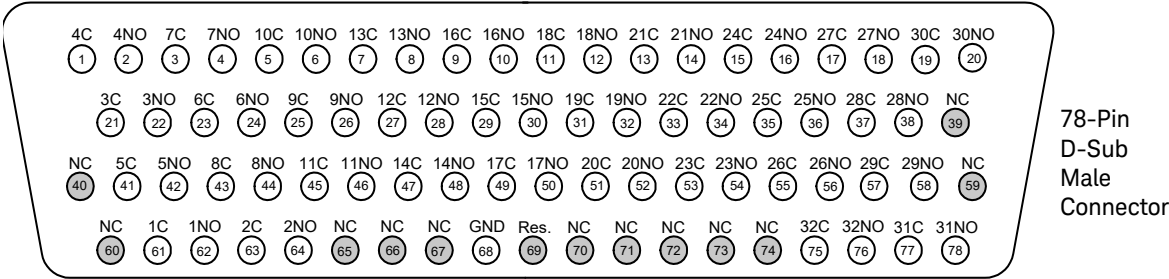 4C 4NO 7C 7NO 10C 10NO 13C 13NO 16C 16NO 18C 18NO 21C 21NO 24C 24NO 27C 27NO 30C 30NO
1 2 3 4 5 6 7 8 9 10 11 12 13 14 15 16 17 18 19 20
3C 3NO 6C 6NO 9C 9NO 12C 12NO 15C 15NO 19C 19NO 22C 22NO 25C 25NO 28C 28NO NC
21 22 23 24 25 26 27 28 29 30 31 32 33 34 35 36 37 38 39
NC 5C 5NO 8C 8NO 11C 11NO 14C 14NO 17C 17NO 20C 20NO 23C 23NO 26C 26NO 29C 29NO NC
40 41 42 43 44 45 46 47 48 49 50 51 52 53 54 55 56 57 58 59
NC 1C 1NO 2C 2NO NC NC NC GND Res. NC NC NC NC NC 32C 32NO 31C 31NO
60 61 62 63 64 65 66 67 68 69 70 71 72 73 74 75 76 77 78
78-Pin
D-Sub
Male
Connector